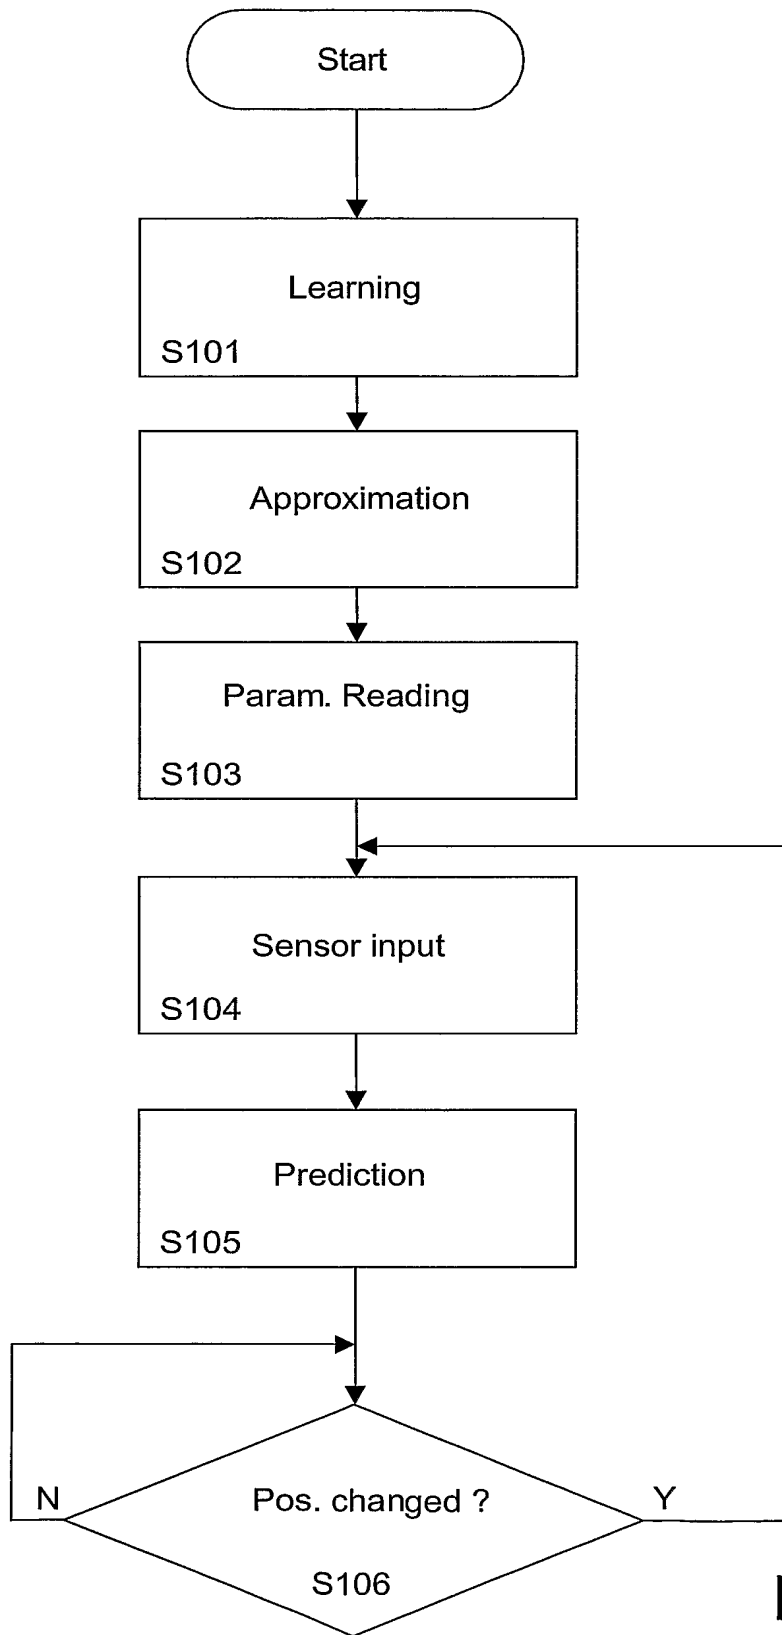 Start
Learning
S101
Approximation
S102
Param. Reading
S103
Sensor input
S104
Prediction
S105
N
Pos. changed ?
Y
S106